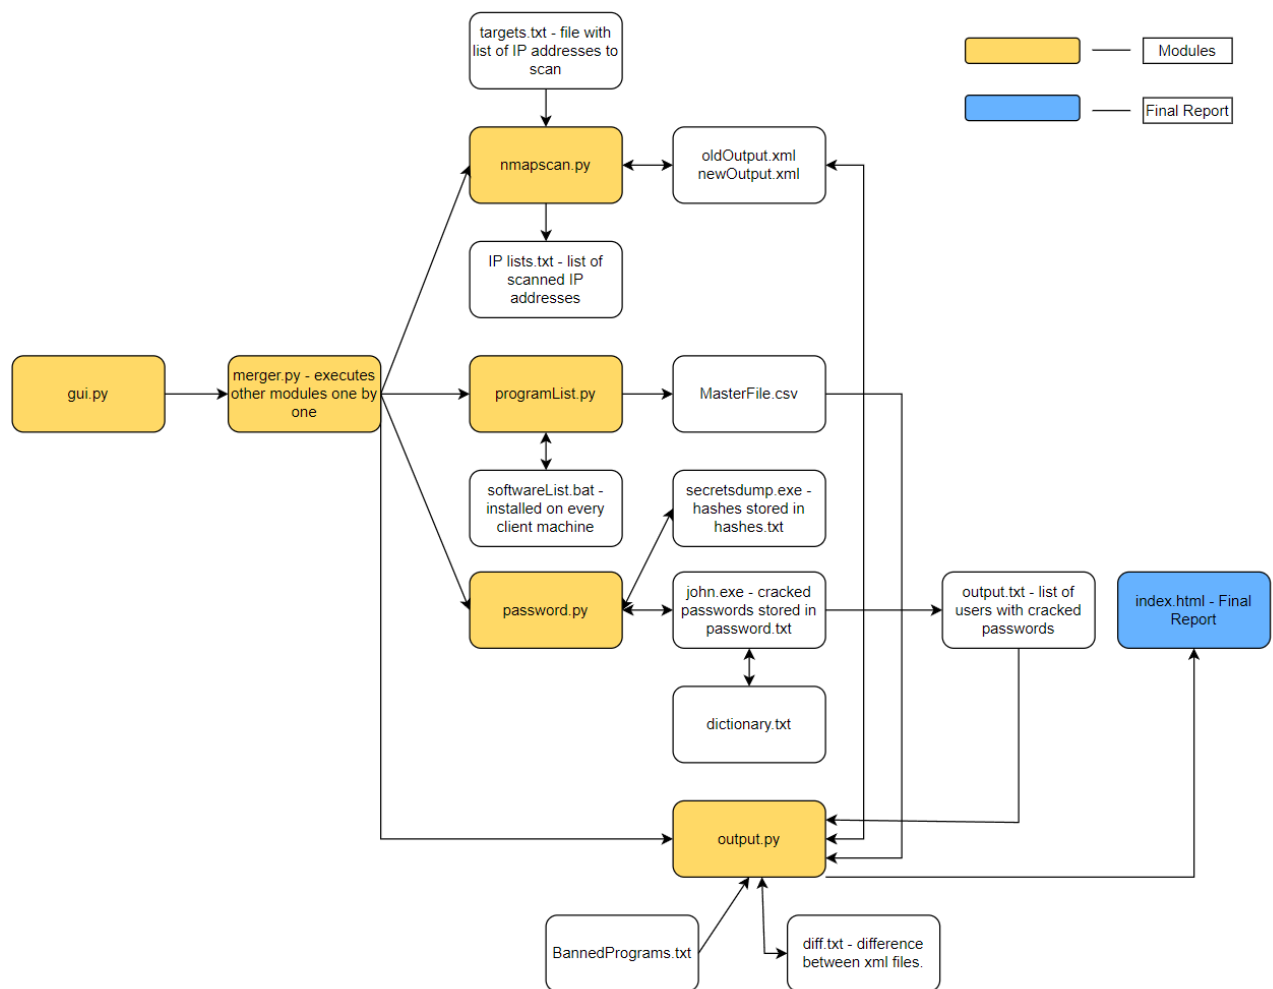 targets.txt - file with
list of IP addresses to
scan
Modules
Final Report
nmapscan.py
oldOutput.xml
newOutput.xml
IP lists.txt - list of
scanned IP
addresses
gui.py
merger.py - executes
other modules one by
one
programList.py
MasterFile.csv
softwareList.bat -
installed on every
client machine
secretsdump.exe -
hashes stored in
hashes.txt
password.py
john.exe - cracked
passwords stored in
password.txt
output.txt - list of
users with cracked
passwords
index.html - Final
Report
dictionary.txt
output.py
BannedPrograms.txt
diff.txt - difference
between xml files.